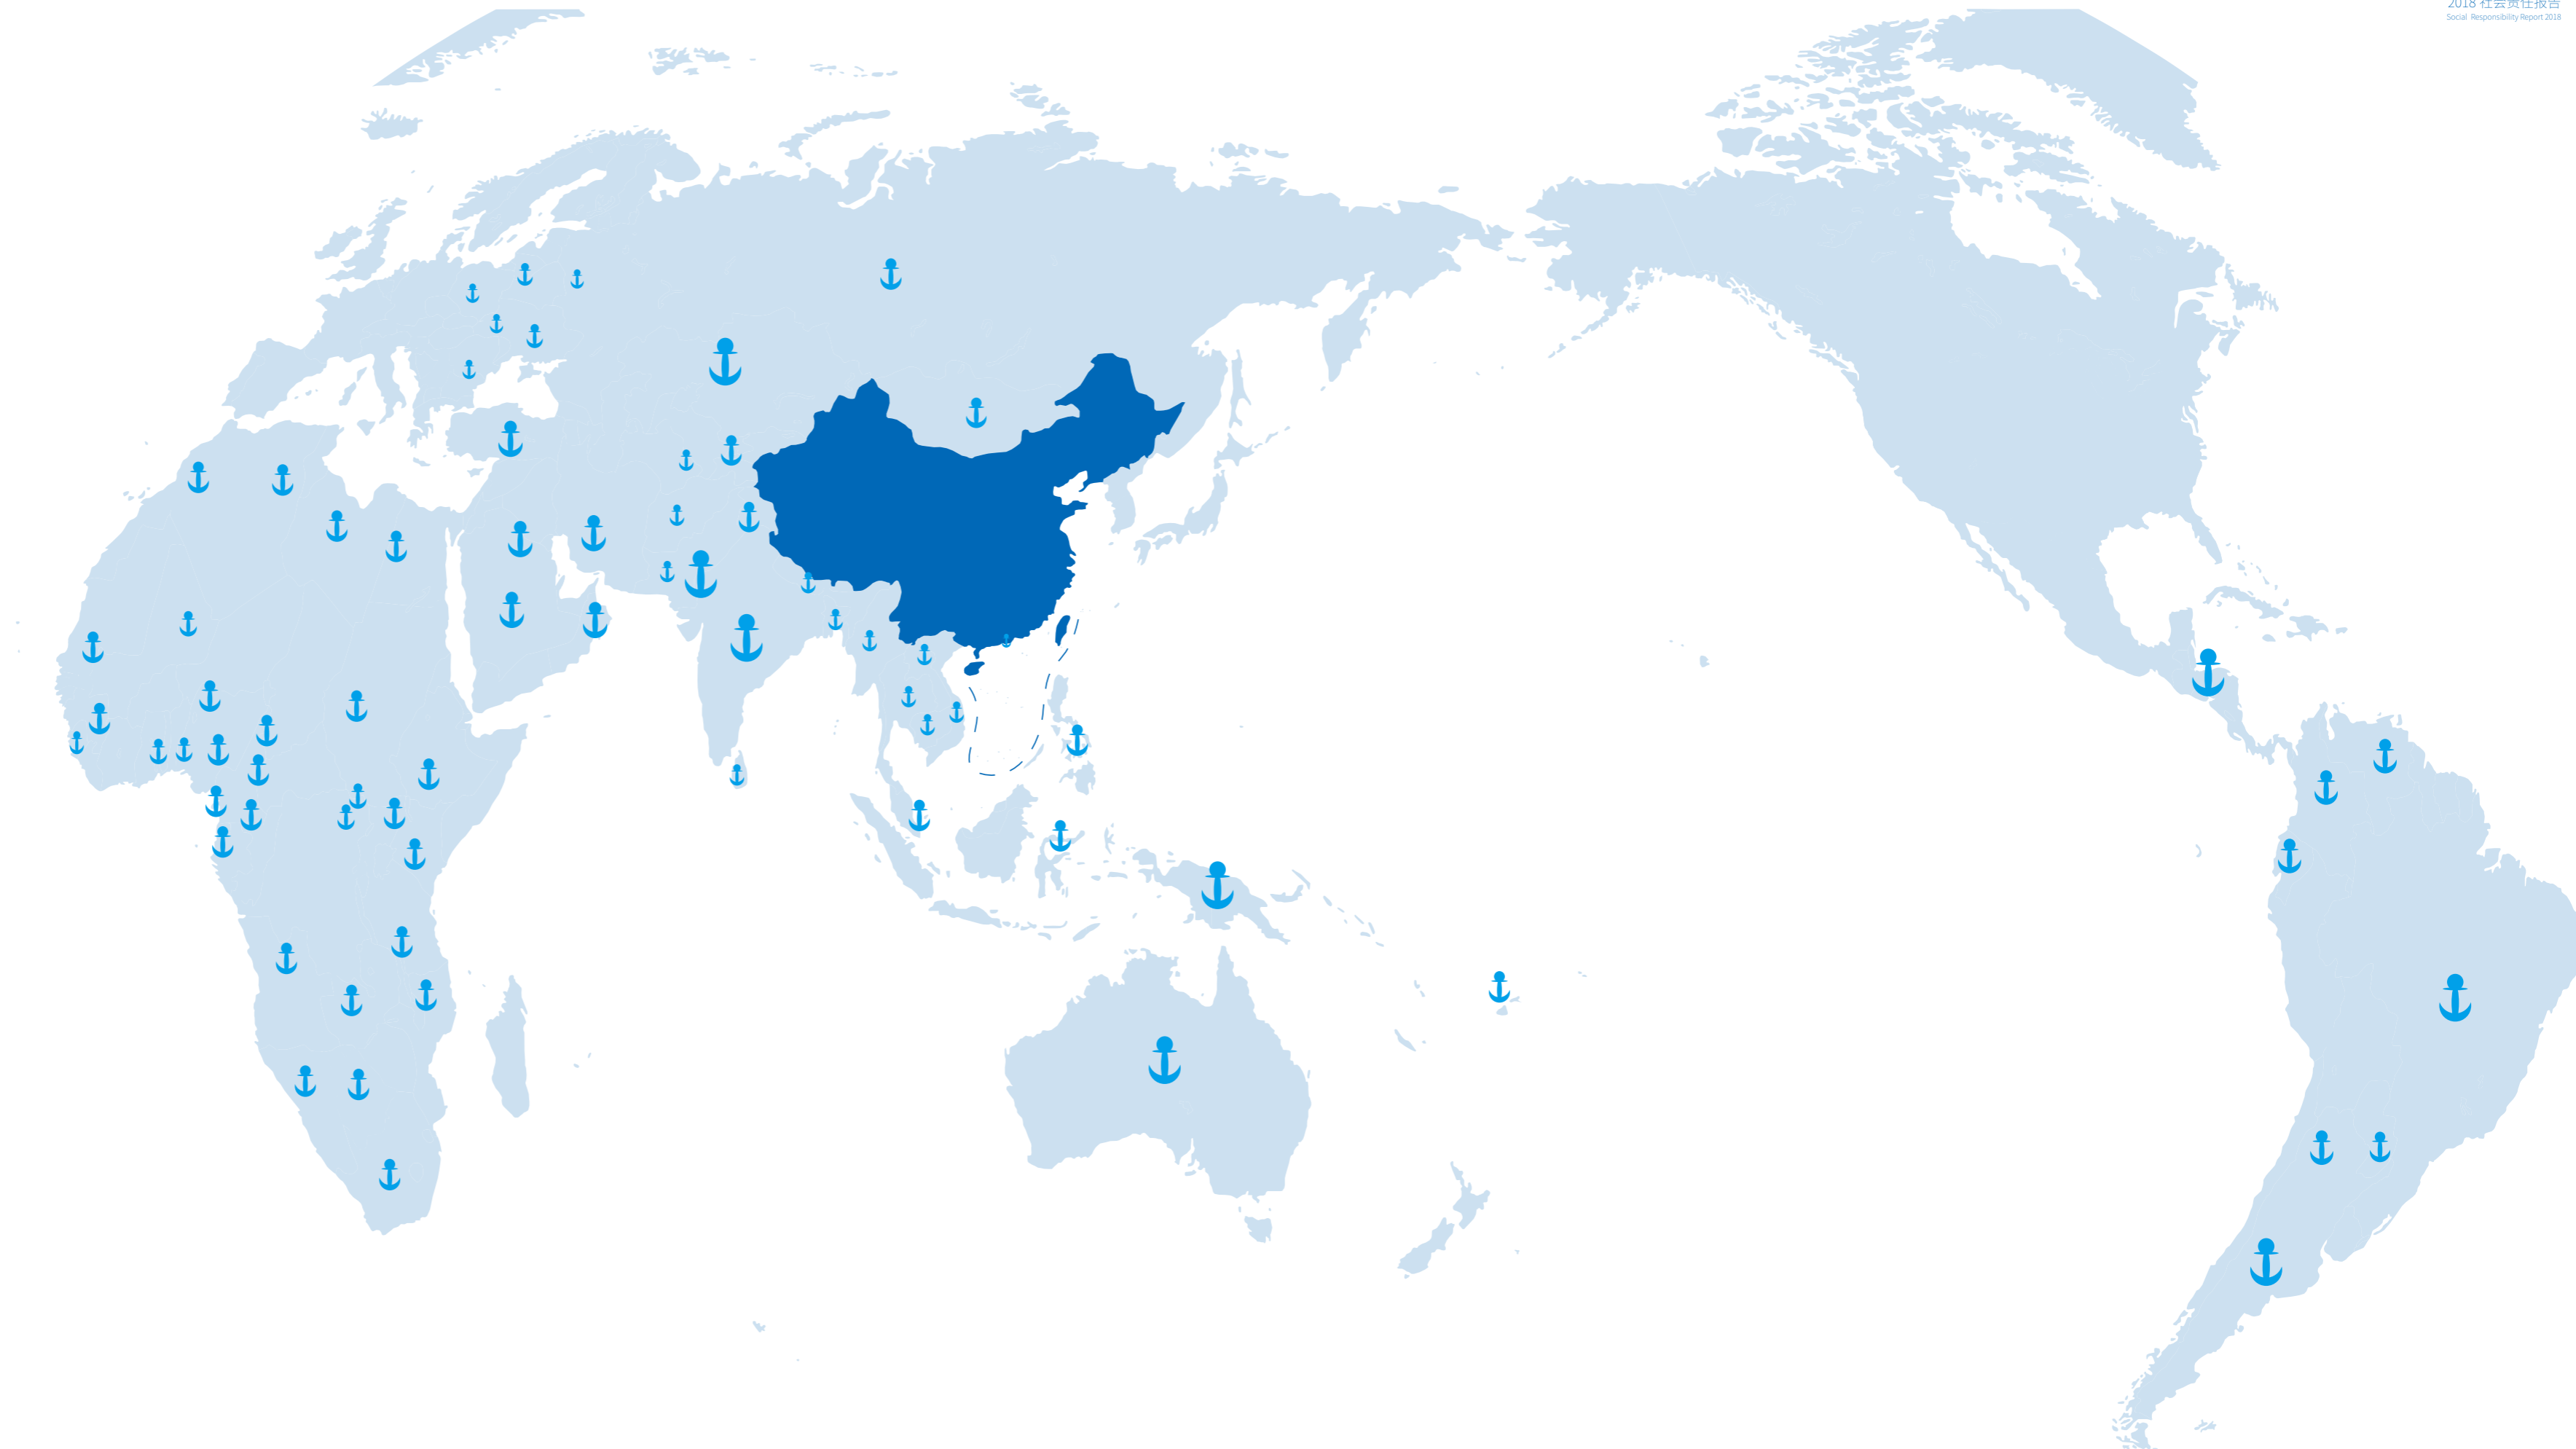 2018 社会责任报告
Social Responsibility Report 2018